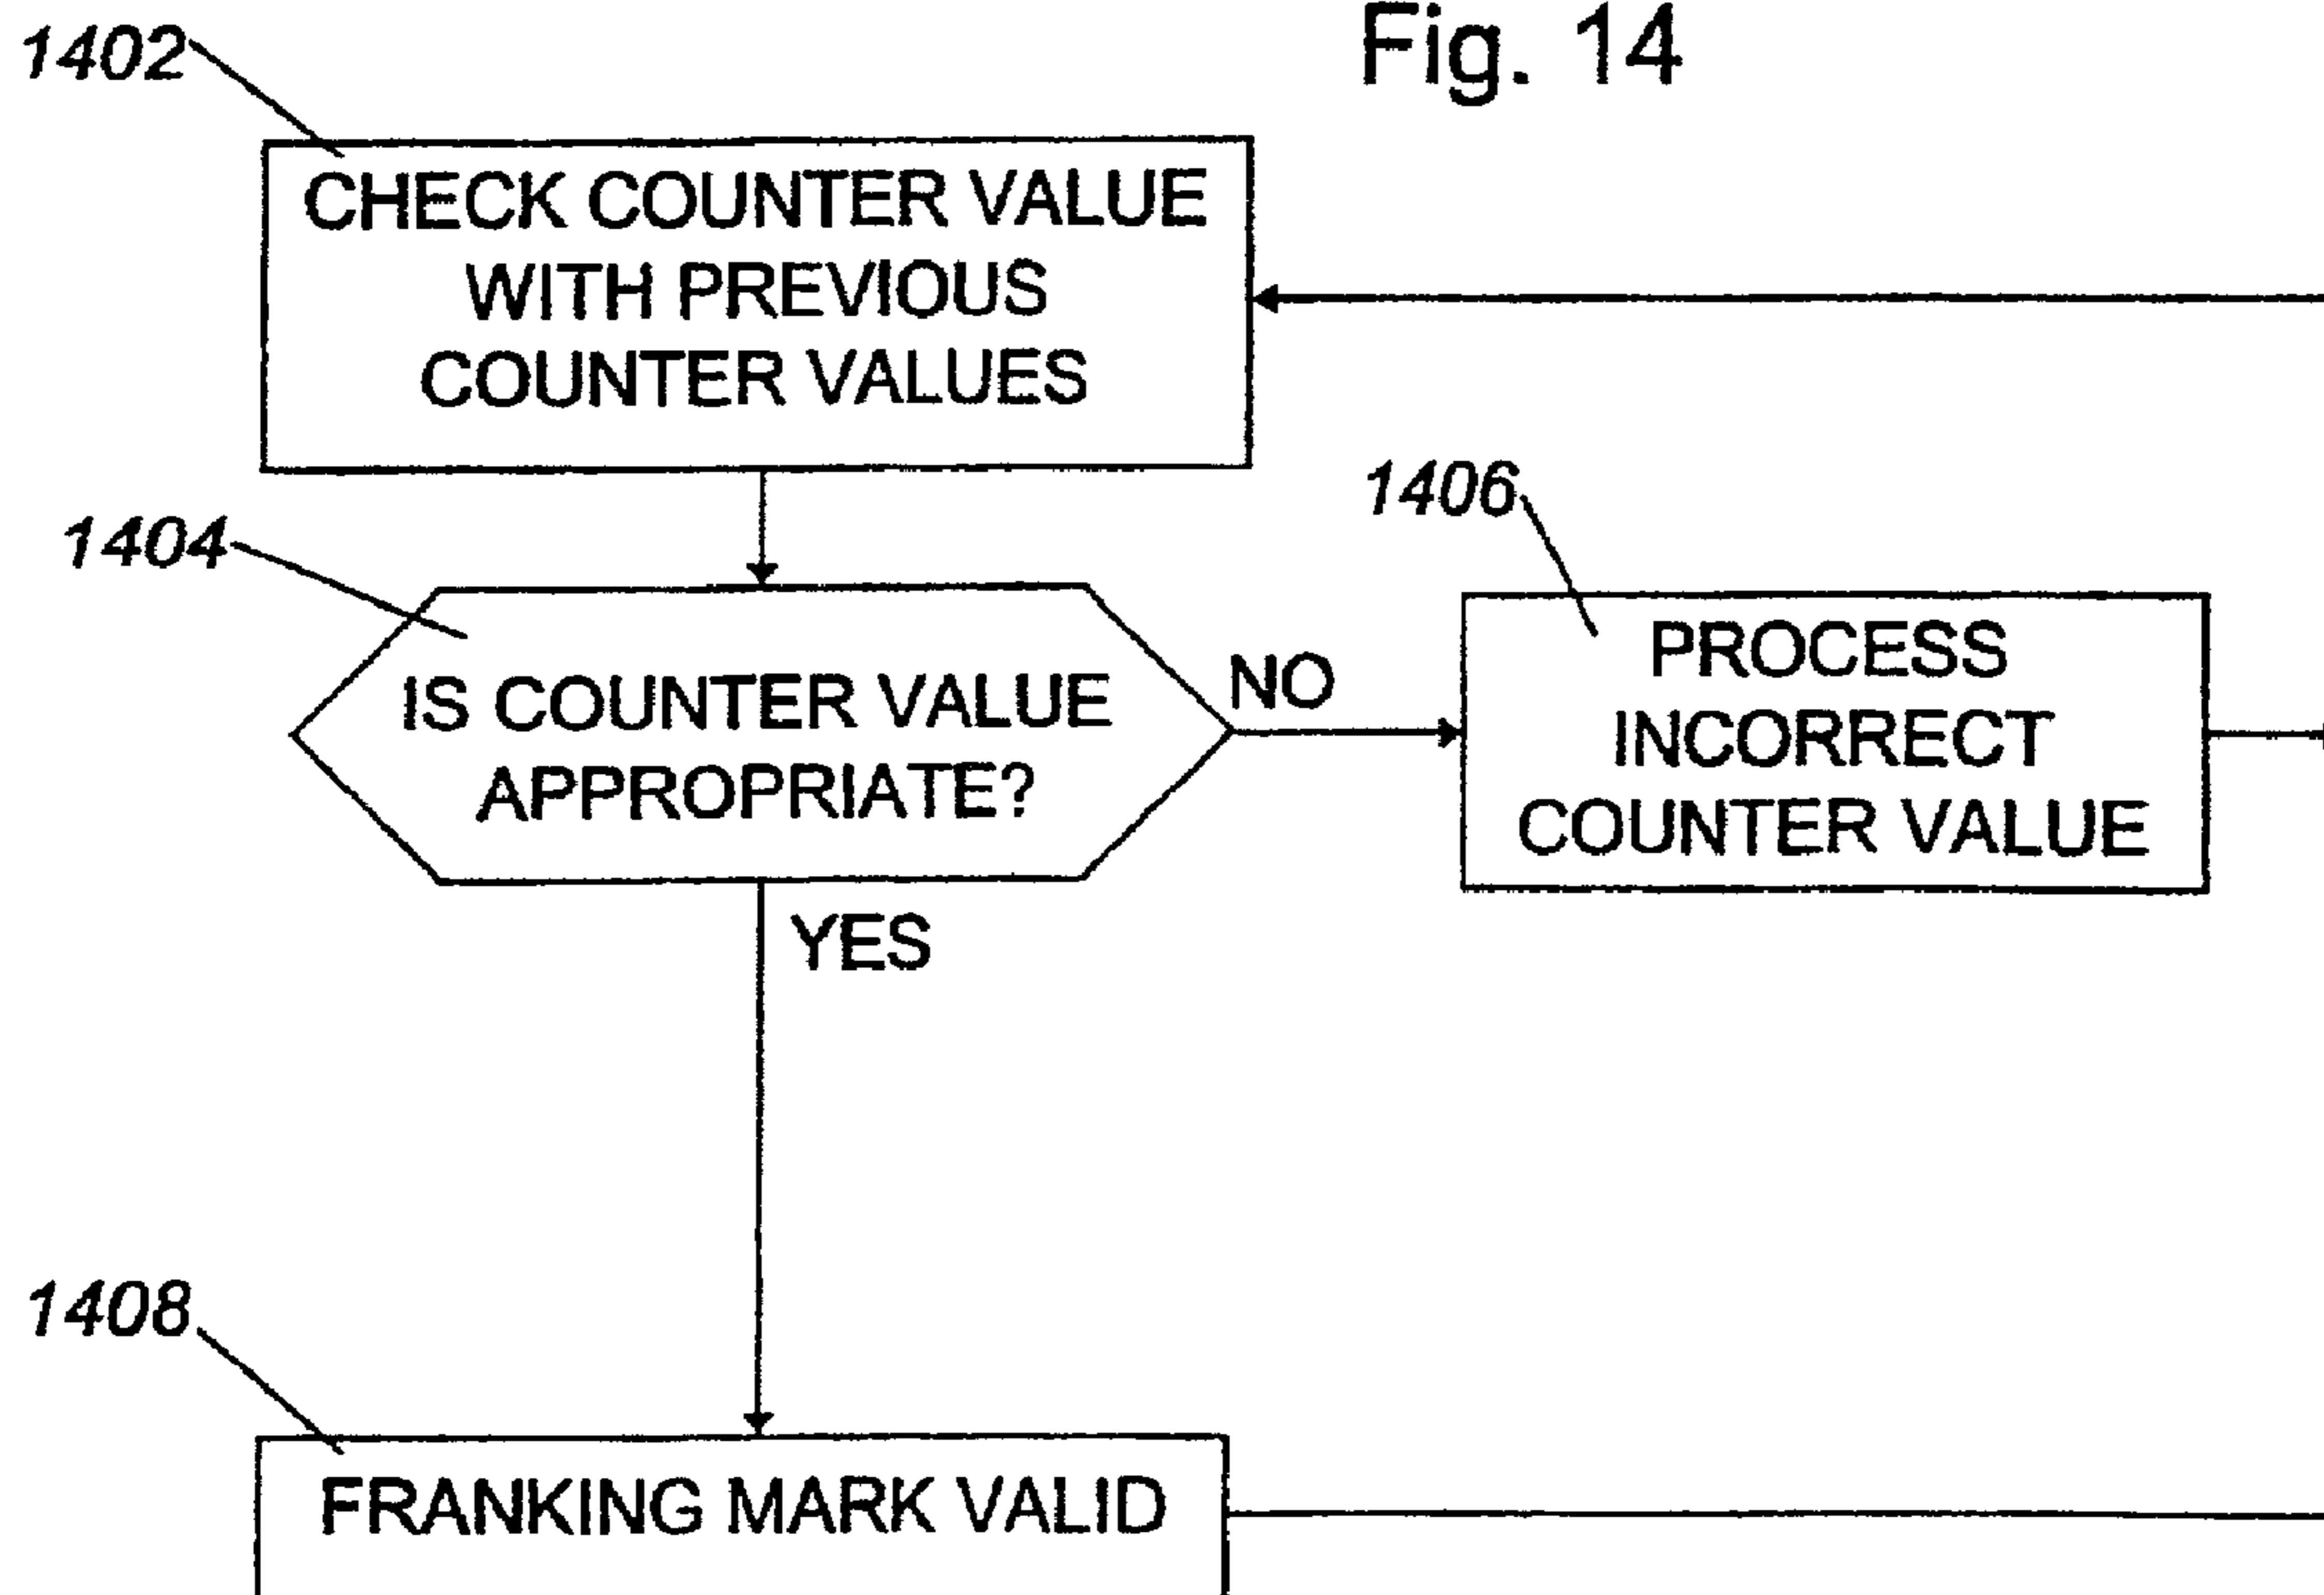 Fig. 14
1402
CHECK COUNTER VALUE
WITH PREVIOUS
COUNTER VALUES
1404
IS COUNTER VALUE
APPROPRIATE?
NO
1406
PROCESS
INCORRECT
COUNTER VALUE
YES
1408
FRANKING MARK VALID